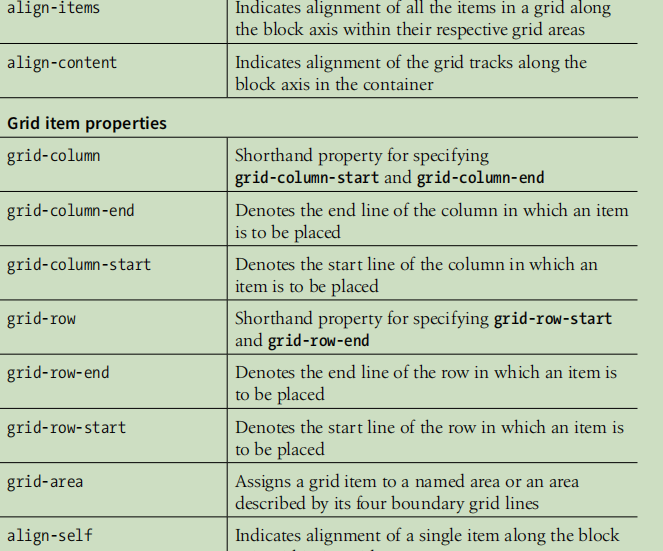 align-items
Indicates alignment of all the items in a grid along
the block axis within their respective grid areas
align-content
Indicates alignment of the grid tracks along the
block axis in the container
Grid item properties
grid-column
Shorthand property for specifying
grid-column-start and grid-column-end
grid-column-end
Denotes the end line of the column in which an item
is to be placed
grid-column-start
Denotes the start line of the column in which an
item is to be placed
grid-row
Shorthand property for specifying grid-row-start
and grid-row-end
grid-row-end
Denotes the end line of the row in which an item is
to be placed
grid-row-start
Denotes the start line of the row in which an item is
to be placed
grid-area
Assigns a grid item to a named area or an area
described by its four boundary grid lines
align-self
Indicates alignment of a single item along the block